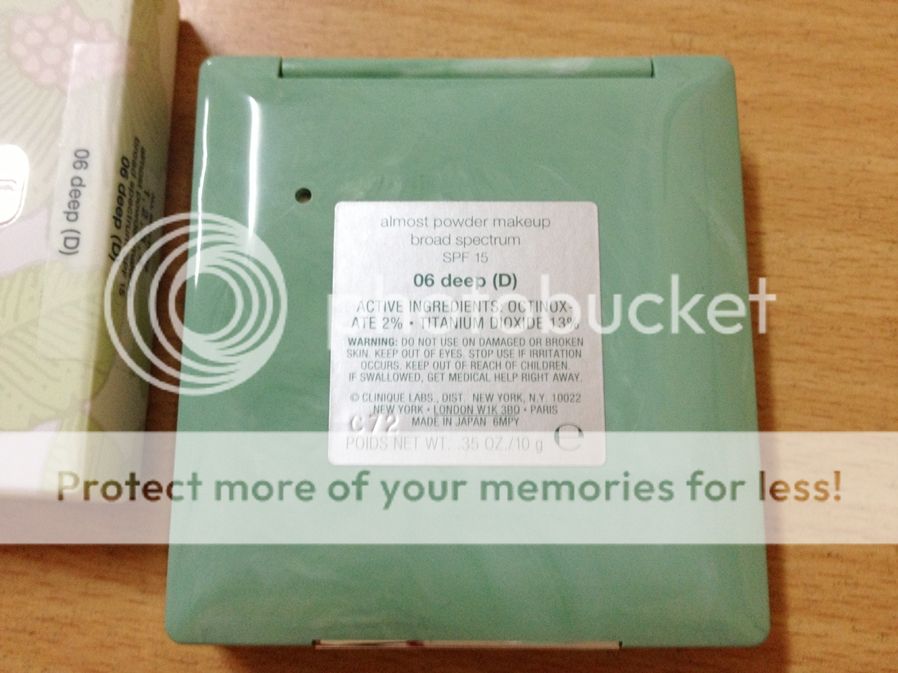 06 deep (D)
06 deep (D)
almost powder makeup
broad spectrum
SPF 15
06 deep (D)
ACTIVE INGREDIENTS: OCTINOX-
ATE 2% • TITANIUM DIOXIDE 13%
WARNING: DO NOT USE ON DAMAGED OR BROKEN
SKIN. KEEP OUT OF EYES. STOP USE IF IRRITATION
OCCURS. KEEP OUT OF REACH OF CHILDREN.
IF SWALLOWED, GET MEDICAL HELP RIGHT AWAY.
© CLINIQUE LABS., DIST. NEW YORK, N.Y. 10022
NEW YORK • LONDON W1K 3BQ • PARIS
MADE IN JAPAN 6MPY
C72
POIDS NET WT. .35 OZ./10 g ℮
photobucket
Protect more of your memories for less!